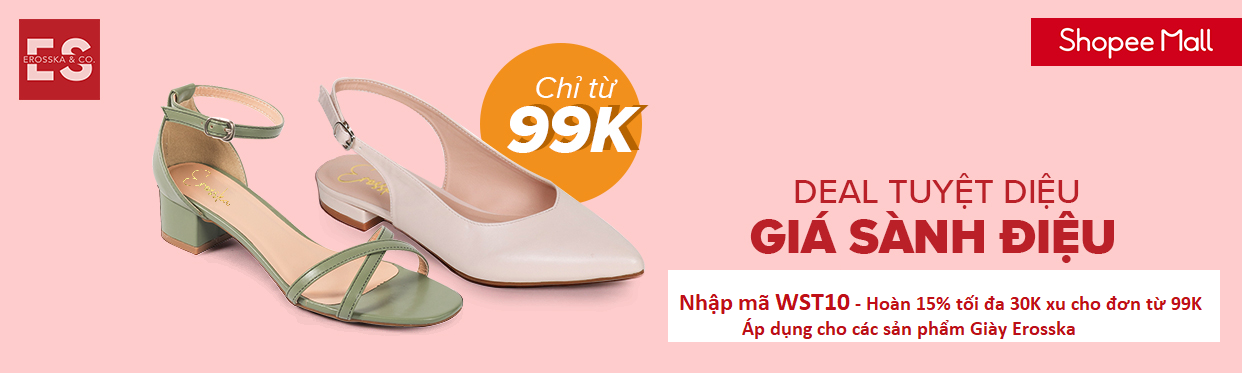 ES
EROSSKA & CO.
Shopee Mall
Chỉ từ
99K
Erosska
DEAL TUYỆT DIỆU
GIÁ SÀNH ĐIỆU
Nhập mã WST10 - Hoàn 15% tối đa 30K xu cho đơn từ 99K
Áp dụng cho các sản phẩm Giày Erosska